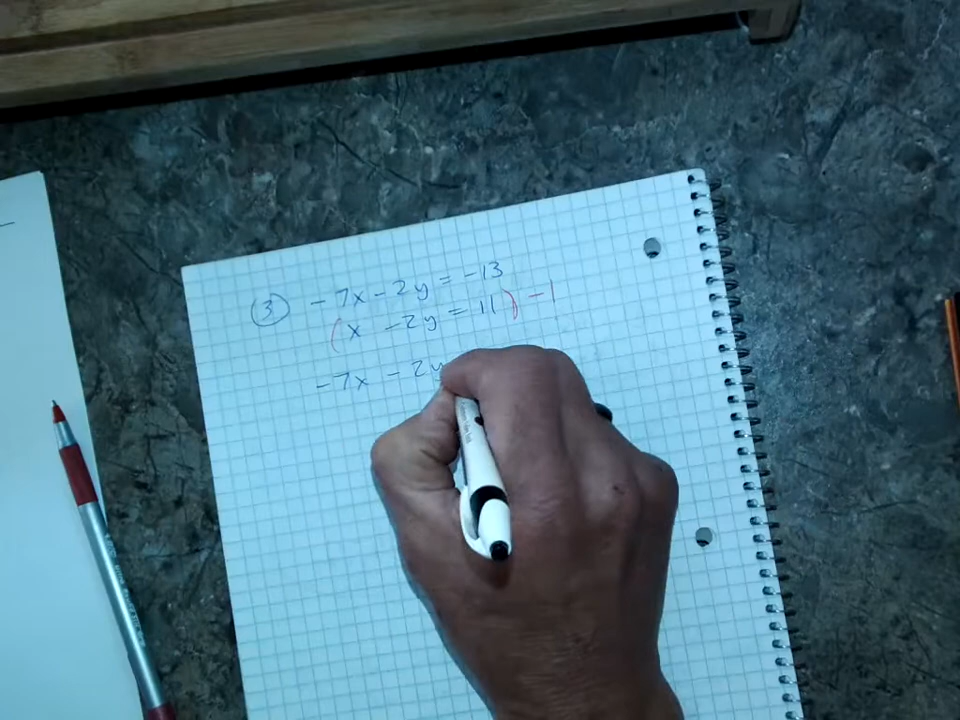 ③ -7x - 2y = -13
(x - 2y = 11) -1
-7x - 2y